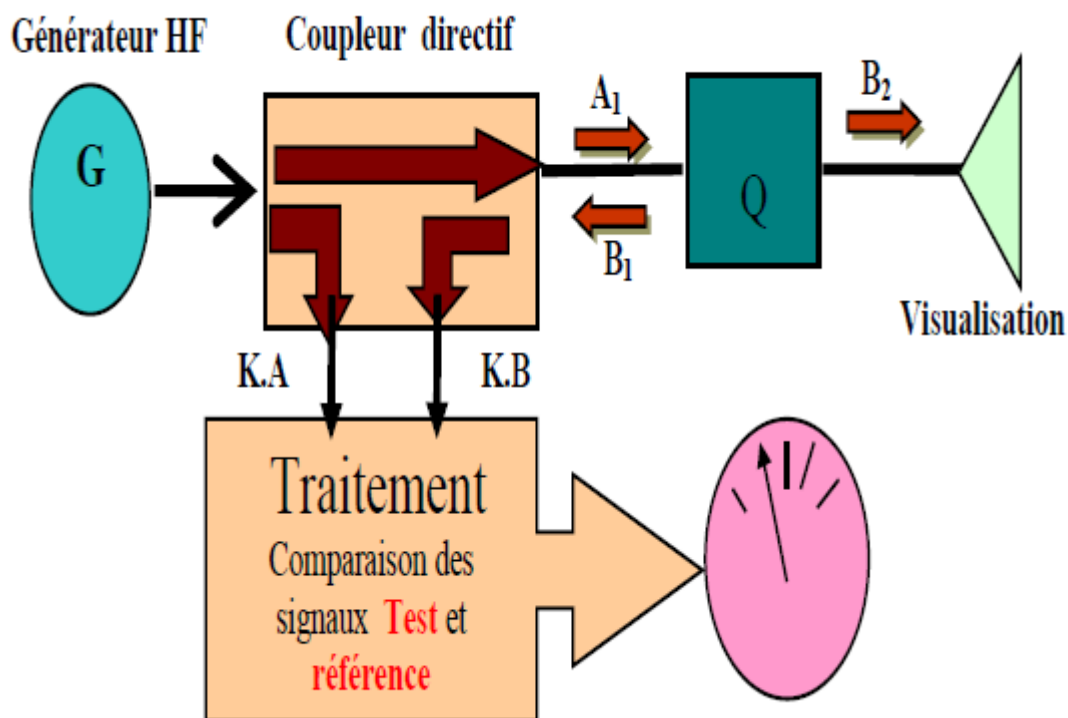 Générateur HF
Coupleur directif
G
A₁
B₂
Q
B₁
Visualisation
K.A
K.B
Traitement
Comparaison des
signaux Test et
référence